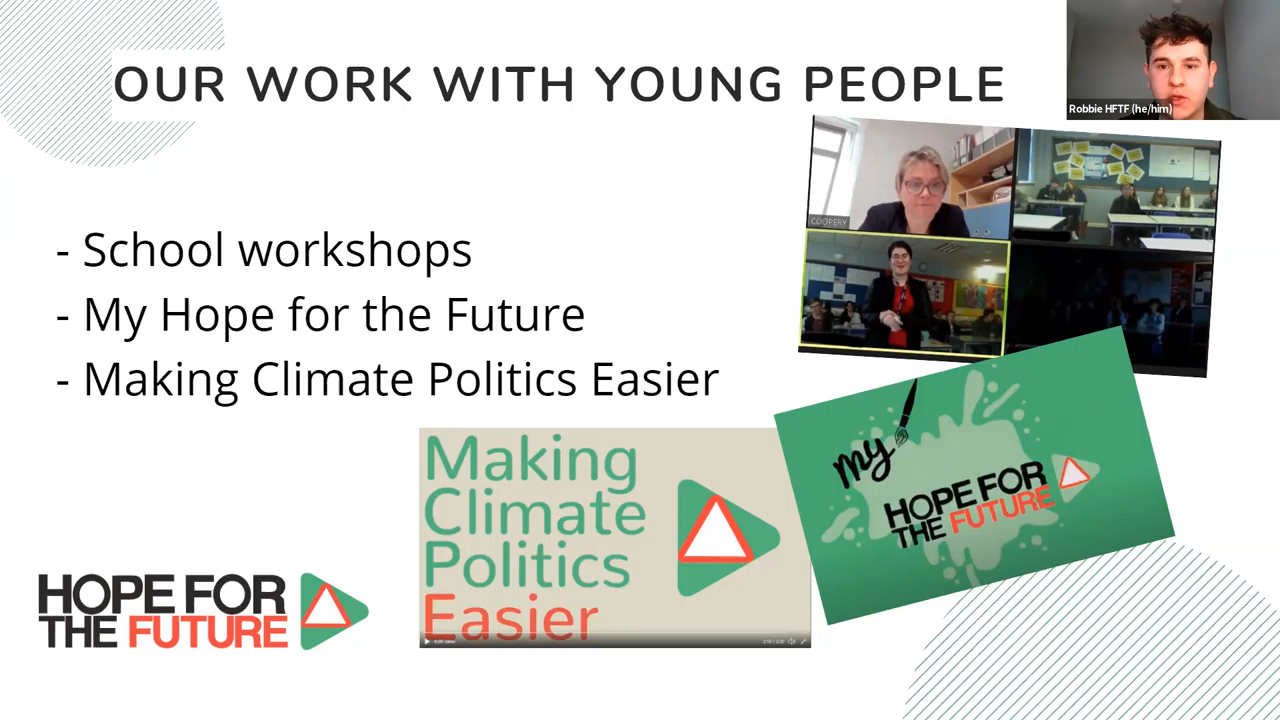 OUR WORK WITH YOUNG PEOPLE
Robbie HFTF (he/him)
COOPERY
- School workshops
- My Hope for the Future
- Making Climate Politics Easier
my
HOPE FOR
THE FUTURE
Making
Climate
Politics
Easier
HOPE FOR
THE FUTURE